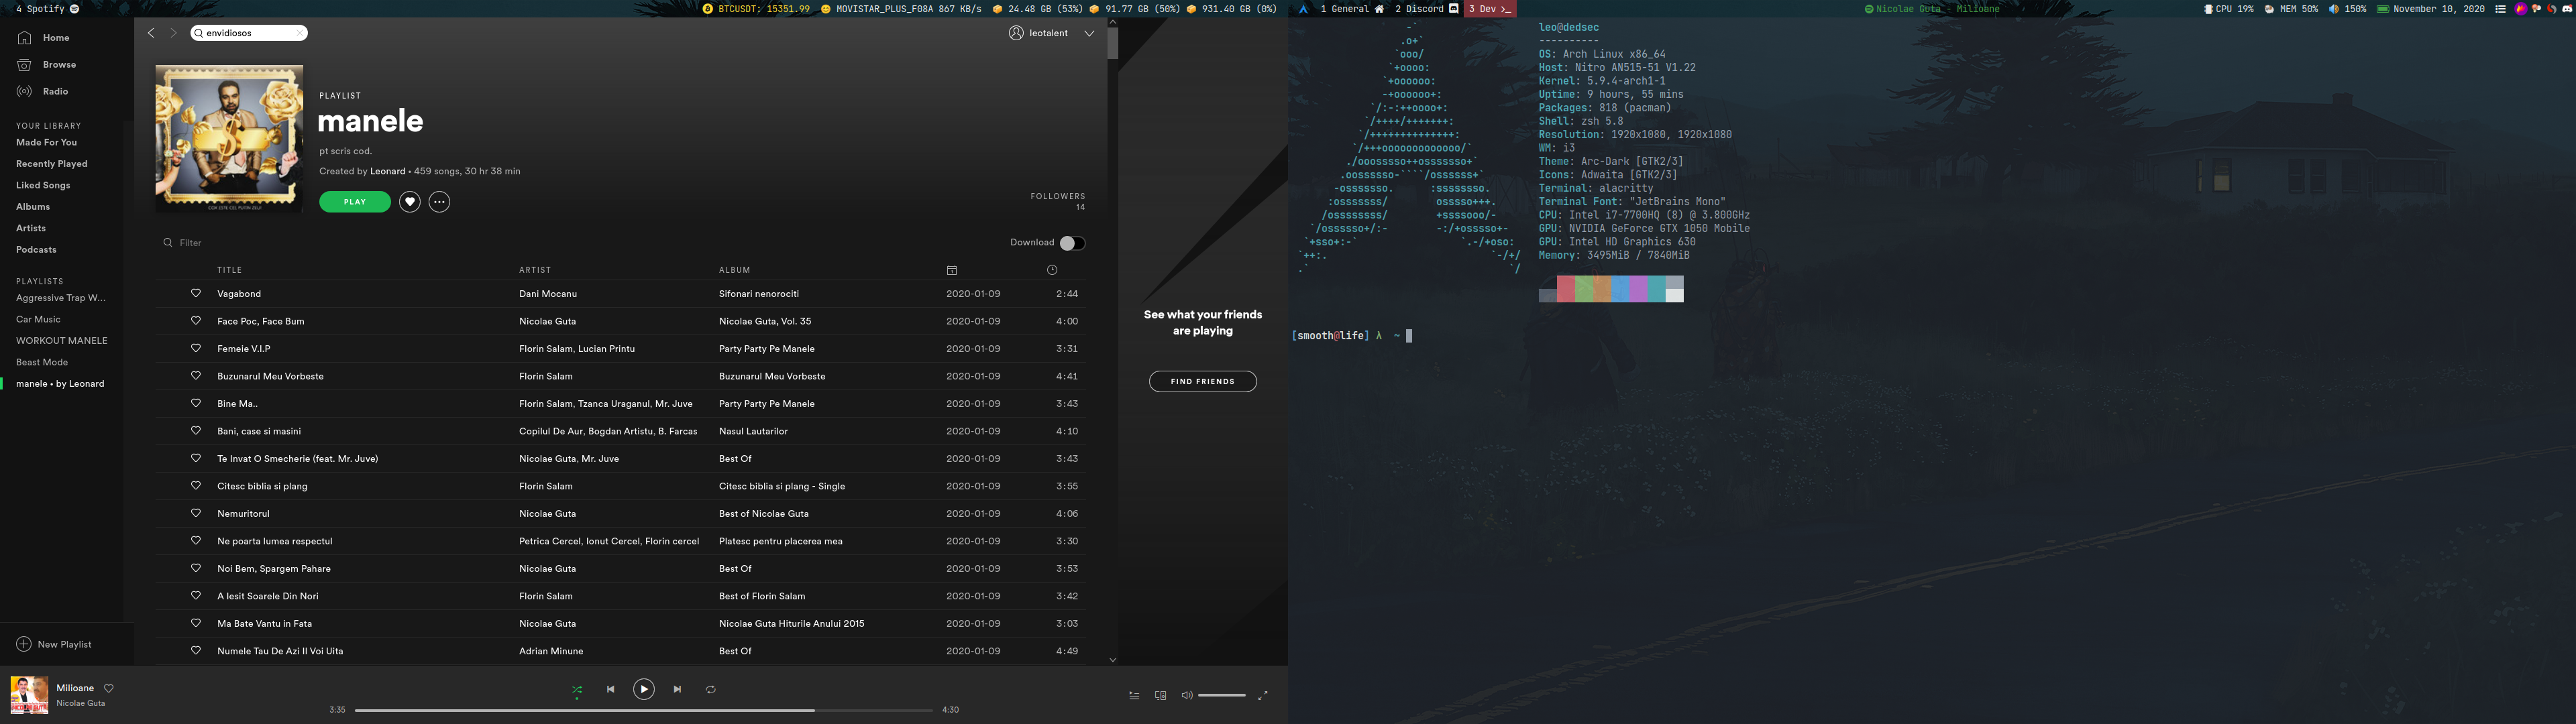 4 Spotify
BTCUSDT: 15351.99 MOVISTAR_PLUS_F08A 867 KB/s 24.48 GB (53%) 91.77 GB (50%) 931.40 GB (0%)
Home
Browse
Radio
YOUR LIBRARY
Made For You
Recently Played
Liked Songs
Albums
Artists
Podcasts
PLAYLISTS
Aggressive Trap W...
Car Music
WORKOUT MANELE
Beast Mode
manele • by Leonard
New Playlist
envidiosos
leotalent
PLAYLIST
manele
pt scris cod.
Created by Leonard • 459 songs, 30 hr 38 min
PLAY
FOLLOWERS
14
Filter
Download
TITLE ARTIST ALBUM
Vagabond Dani Mocanu Sifonari nenorociti 2020-01-09 2:44
Face Poc, Face Bum Nicolae Guta Nicolae Guta, Vol. 35 2020-01-09 4:00
Femeie V.I.P Florin Salam, Lucian Printu Party Party Pe Manele 2020-01-09 3:31
Buzunarul Meu Vorbeste Florin Salam Buzunarul Meu Vorbeste 2020-01-09 4:41
Bine Ma.. Florin Salam, Tzanca Uraganul, Mr. Juve Party Party Pe Manele 2020-01-09 3:43
Bani, case si masini Copilul De Aur, Bogdan Artistu, B. Farcas Nasul Lautarilor 2020-01-09 4:10
Te Invat O Smecherie (feat. Mr. Juve) Nicolae Guta, Mr. Juve Best Of 2020-01-09 3:43
Citesc biblia si plang Florin Salam Citesc biblia si plang - Single 2020-01-09 3:55
Nemuritorul Nicolae Guta Best of Nicolae Guta 2020-01-09 4:06
Ne poarta lumea respectul Petrica Cercel, Ionut Cercel, Florin cercel Platesc pentru placerea mea 2020-01-09 3:30
Noi Bem, Spargem Pahare Nicolae Guta Best Of 2020-01-09 3:53
A Iesit Soarele Din Nori Florin Salam Best of Florin Salam 2020-01-09 3:42
Ma Bate Vantu in Fata Nicolae Guta Nicolae Guta Hiturile Anului 2015 2020-01-09 3:03
Numele Tau De Azi Il Voi Uita Adrian Minune Best Of 2020-01-09 4:49
See what your friends
are playing
FIND FRIENDS
Milioane
Nicolae Guta
3:35 4:30
1 General 2 Discord 3 Dev >_
Nicolae Guta - Milioane
CPU 19% MEM 50% 150% November 10, 2020
leo@dedsec
----------
OS: Arch Linux x86_64
Host: Nitro AN515-51 V1.22
Kernel: 5.9.4-arch1-1
Uptime: 9 hours, 55 mins
Packages: 818 (pacman)
Shell: zsh 5.8
Resolution: 1920x1080, 1920x1080
WM: i3
Theme: Arc-Dark [GTK2/3]
Icons: Adwaita [GTK2/3]
Terminal: alacritty
Terminal Font: "JetBrains Mono"
CPU: Intel i7-7700HQ (8) @ 3.800GHz
GPU: NVIDIA GeForce GTX 1050 Mobile
GPU: Intel HD Graphics 630
Memory: 3495MiB / 7840MiB
[smooth@life] λ ~